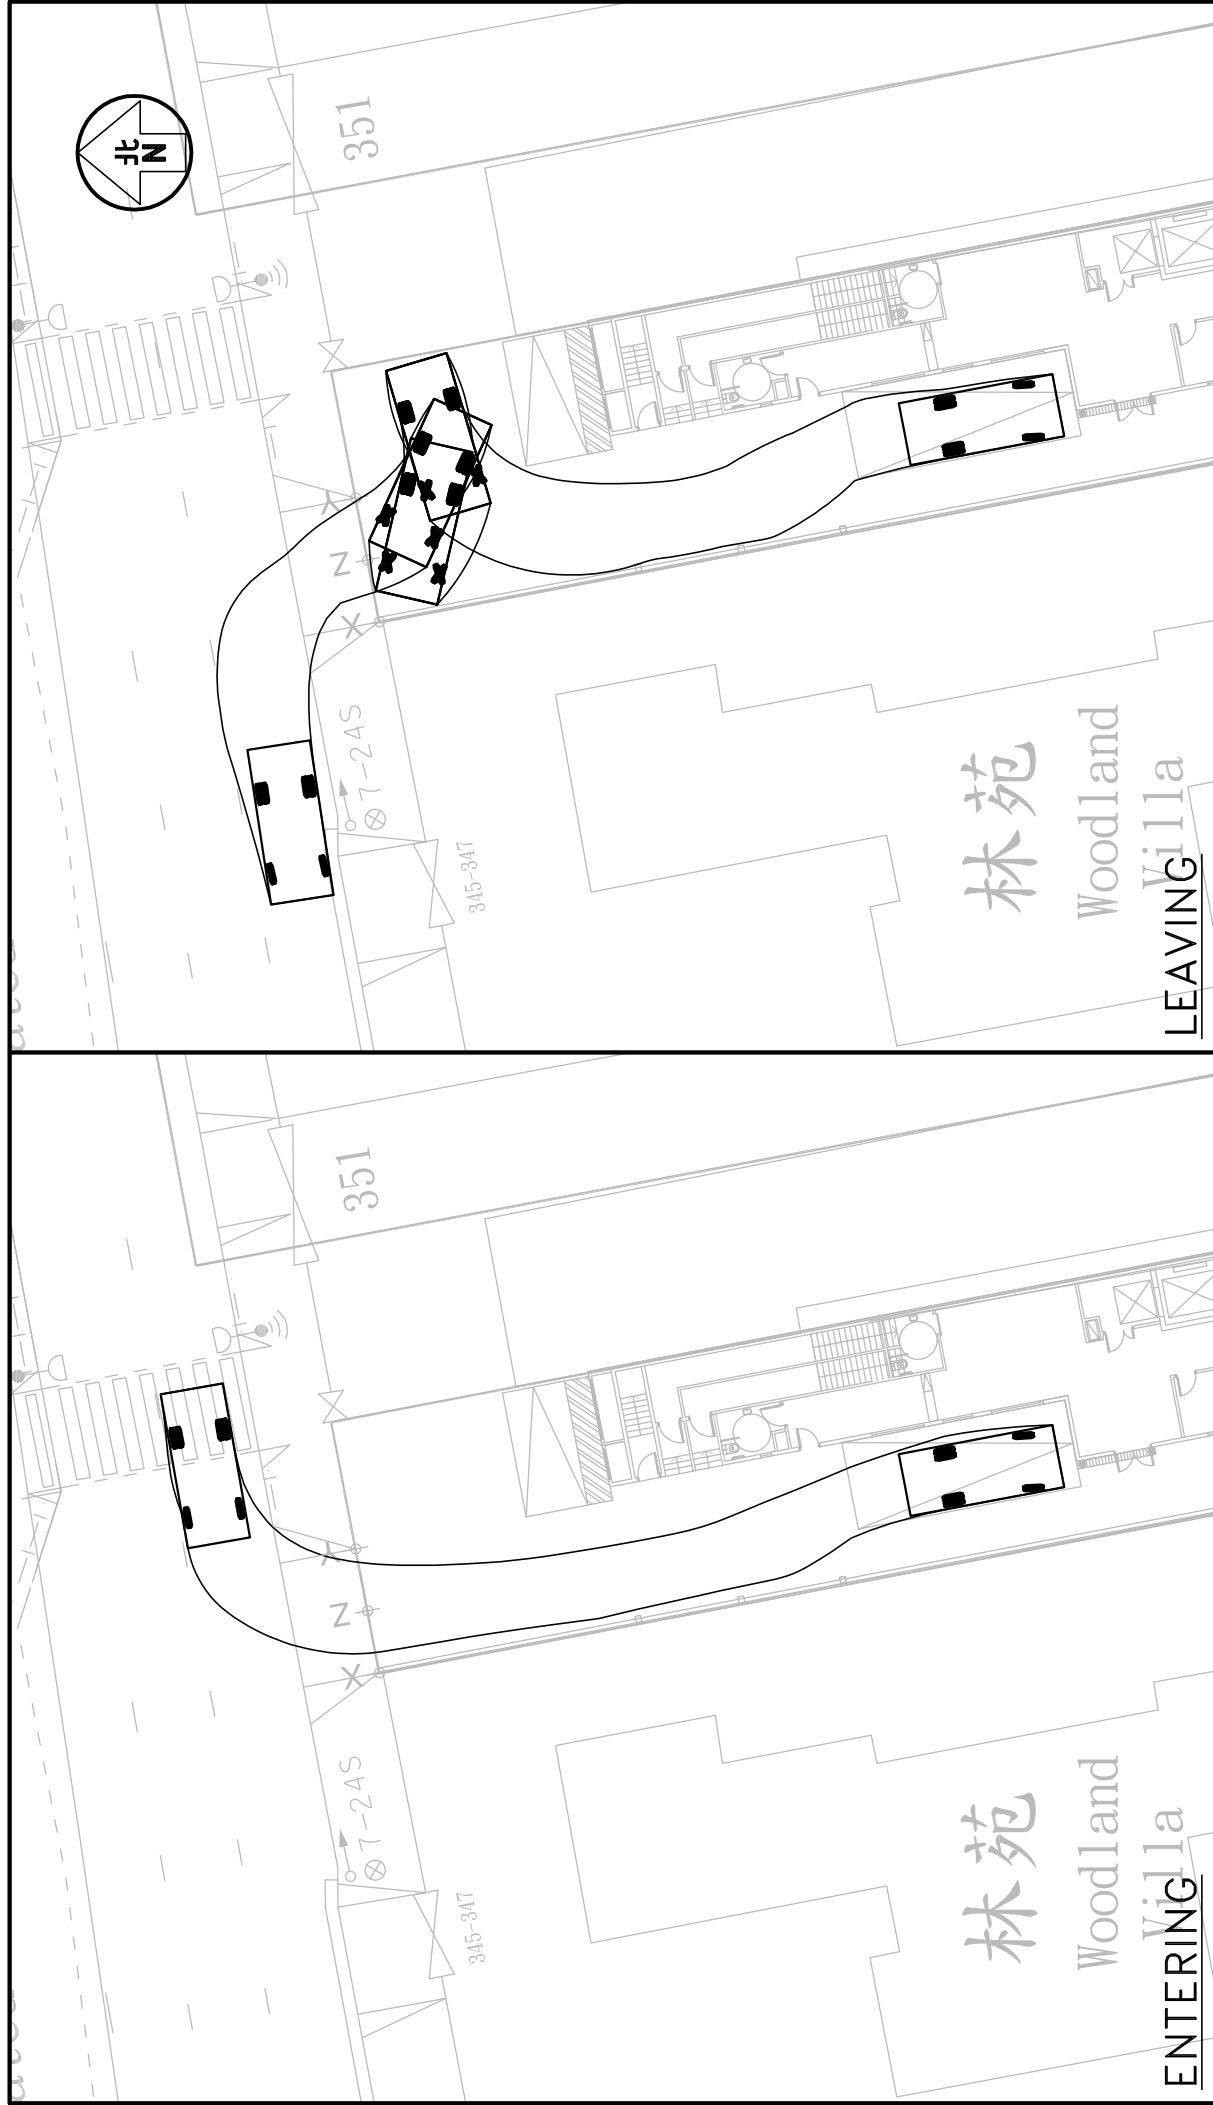 ENTERING
351
Z
X
Y
7-24S
345-347
林苑
Woodland
Villa
LEAVING
北
N
351
Z
X
Y
7-24S
345-347
林苑
Woodland
Villa